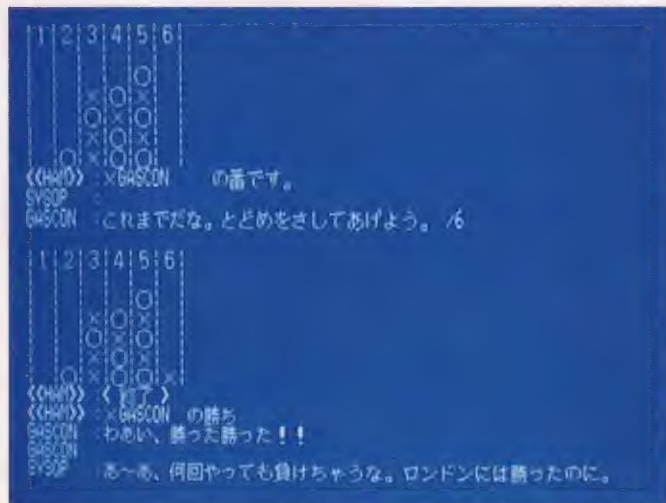 |1|2|3|4|5|6|
| | | | |○| |
| | |×|○|×| |
| | |○|×|○| |
| | |×|○|×| |
| |○|×|○|○| |
<<HAM>> :×GASCON の番です。
SYSOP :
GASCON :これまでだな。とどめをさしてあげよう。 /6
|1|2|3|4|5|6|
| | | | |○| |
| | |×|○|×| |
| | |○|×|○| |
| | |×|○|×| |
| |○|×|○|○|×|
<<HAM>> :< 終了 >
<<HAM>> :×GASCON の勝ち
GASCON :わあい、勝った勝った！！
GASCON :
SYSOP :あ〜あ、何回やっても負けちゃうな。ロンドンには勝ったのに。